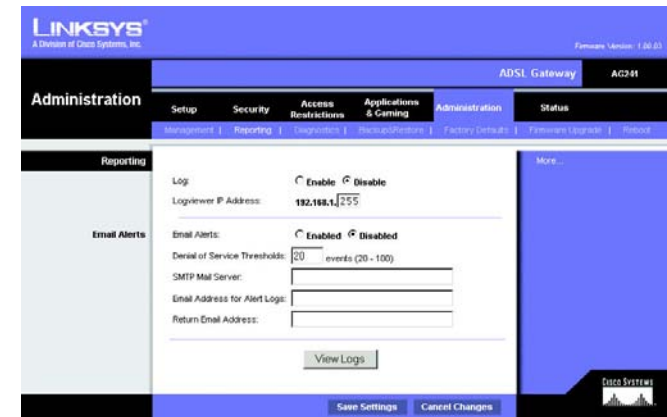 LINKSYS®
A Division of Cisco Systems, Inc.
Firmware Version: 1.00.03
ADSL Gateway AG241
Administration
Setup Security Access Restrictions Applications & Gaming Administration Status
Management | Reporting | Diagnostics | Backup&Restore | Factory Defaults | Firmware Upgrade | Reboot
Reporting
More...
Log: Enable Disable
Logviewer IP Address: 192.168.1. 255
Email Alerts
Email Alerts: Enabled Disabled
Denial of Service Thresholds: 20 events (20 - 100)
SMTP Mail Server:
Email Address for Alert Logs:
Return Email Address:
View Logs
Save Settings Cancel Changes
CISCO SYSTEMS